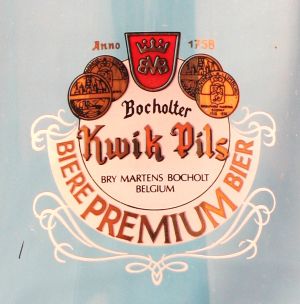 Anno 1758
Bocholter
Kwik Pils
BRY MARTENS BOCHOLT
BELGIUM
BIERE PREMIUM BIER